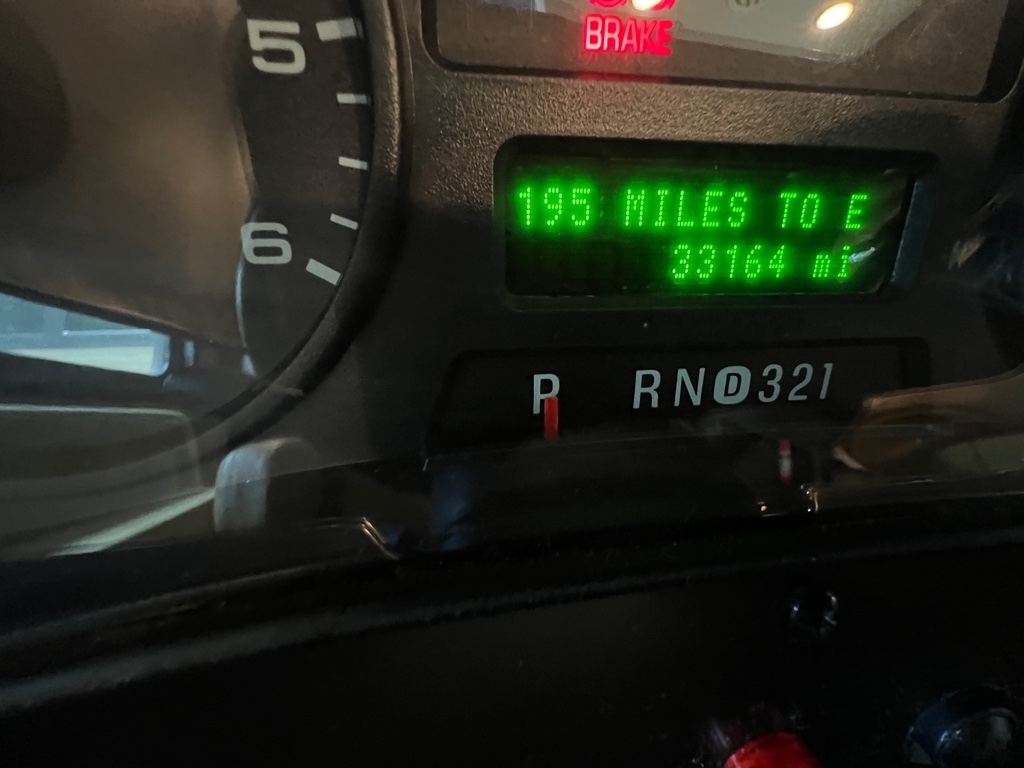 5
BRAKE
195 MILES TO E
6
33164 mi
P RND321